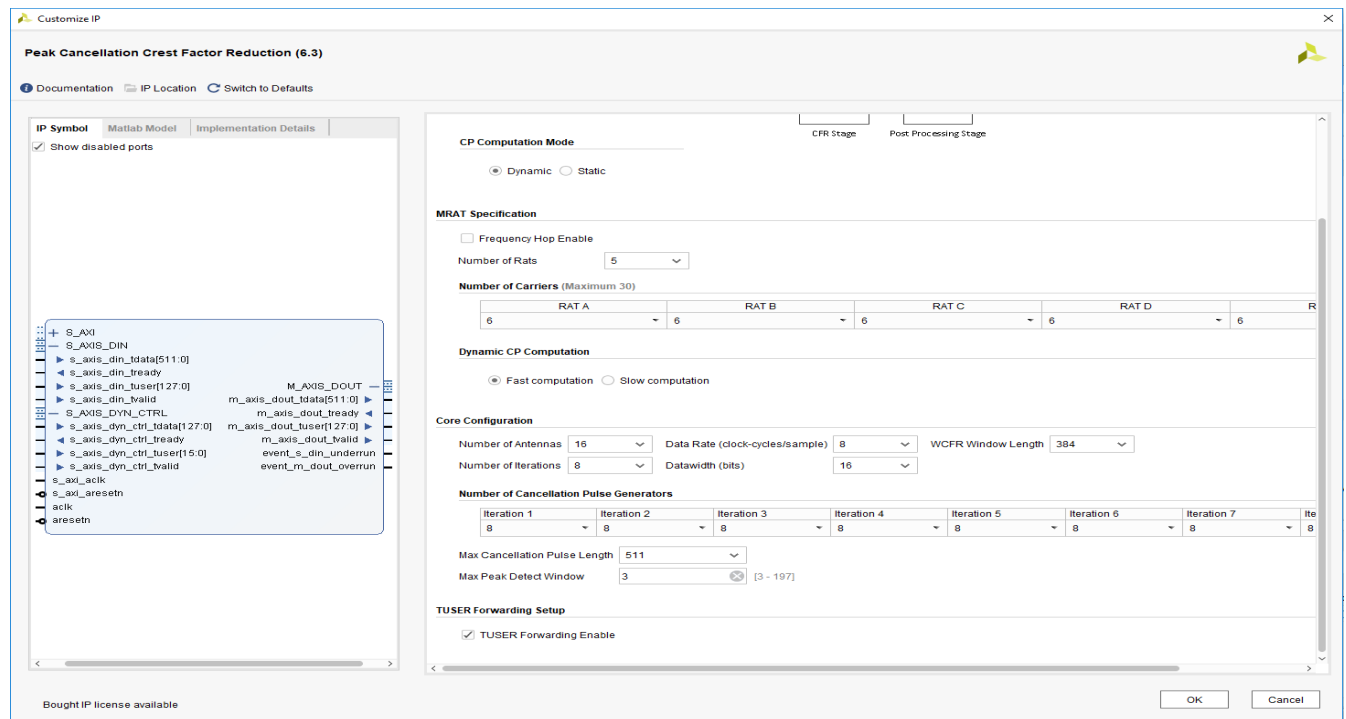 Customize IP
Peak Cancellation Crest Factor Reduction (6.3)
Documentation IP Location Switch to Defaults
IP Symbol Matlab Model Implementation Details
Show disabled ports
S_AXI
S_AXIS_DIN
s_axis_din_tdata[511:0]
s_axis_din_tready
s_axis_din_tuser[127:0]
s_axis_din_tvalid
S_AXIS_DYN_CTRL
s_axis_dyn_ctrl_tdata[127:0]
s_axis_dyn_ctrl_tready
s_axis_dyn_ctrl_tuser[15:0]
s_axis_dyn_ctrl_tvalid
s_axi_aclk
s_axi_aresetn
aclk
aresetn
M_AXIS_DOUT
m_axis_dout_tdata[511:0]
m_axis_dout_tready
m_axis_dout_tuser[127:0]
m_axis_dout_tvalid
event_s_din_underrun
event_m_dout_overrun
CFR Stage Post Processing Stage
CP Computation Mode
Dynamic Static
MRAT Specification
Frequency Hop Enable
Number of Rats 5
Number of Carriers (Maximum 30)
RAT A RAT B RAT C RAT D R
6 6 6 6 6
Dynamic CP Computation
Fast computation Slow computation
Core Configuration
Number of Antennas 16 Data Rate (clock-cycles/sample) 8 WCFR Window Length 384
Number of Iterations 8 Datawidth (bits) 16
Number of Cancellation Pulse Generators
Iteration 1 Iteration 2 Iteration 3 Iteration 4 Iteration 5 Iteration 6 Iteration 7 Ite
8 8 8 8 8 8 8 8
Max Cancellation Pulse Length 511
Max Peak Detect Window 3 [3 - 197]
TUSER Forwarding Setup
TUSER Forwarding Enable
Bought IP license available
OK Cancel